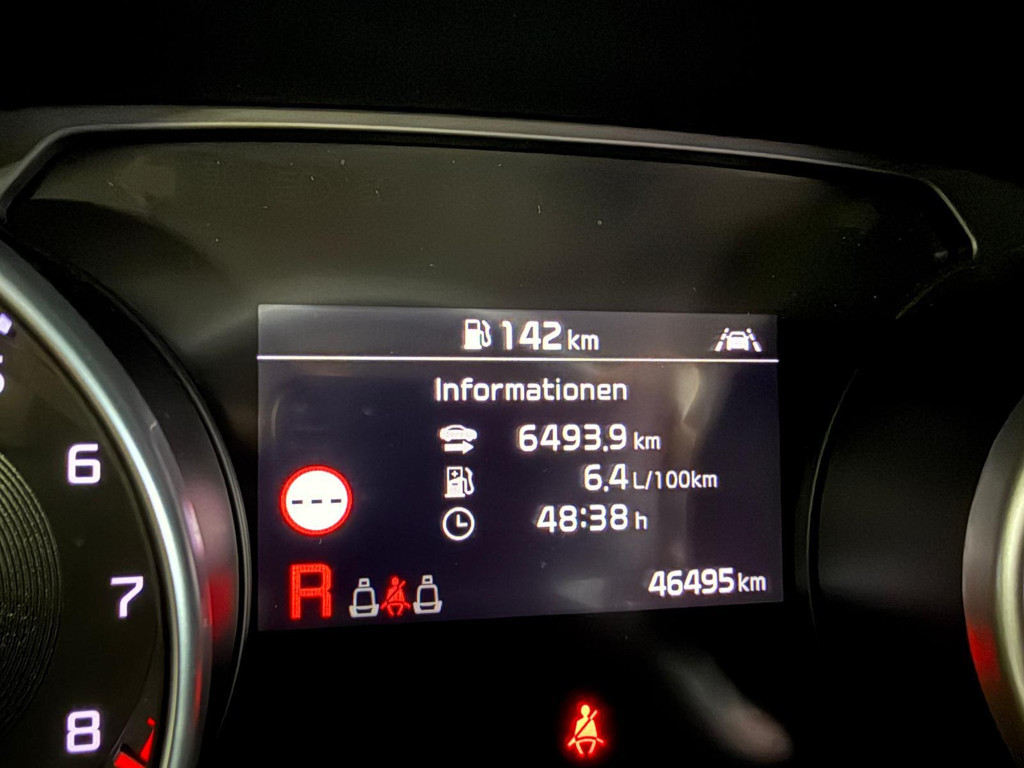 142 km
Informationen
6493.9 km
6.4 L/100km
48:38 h
---
R
46495 km
6
7
8